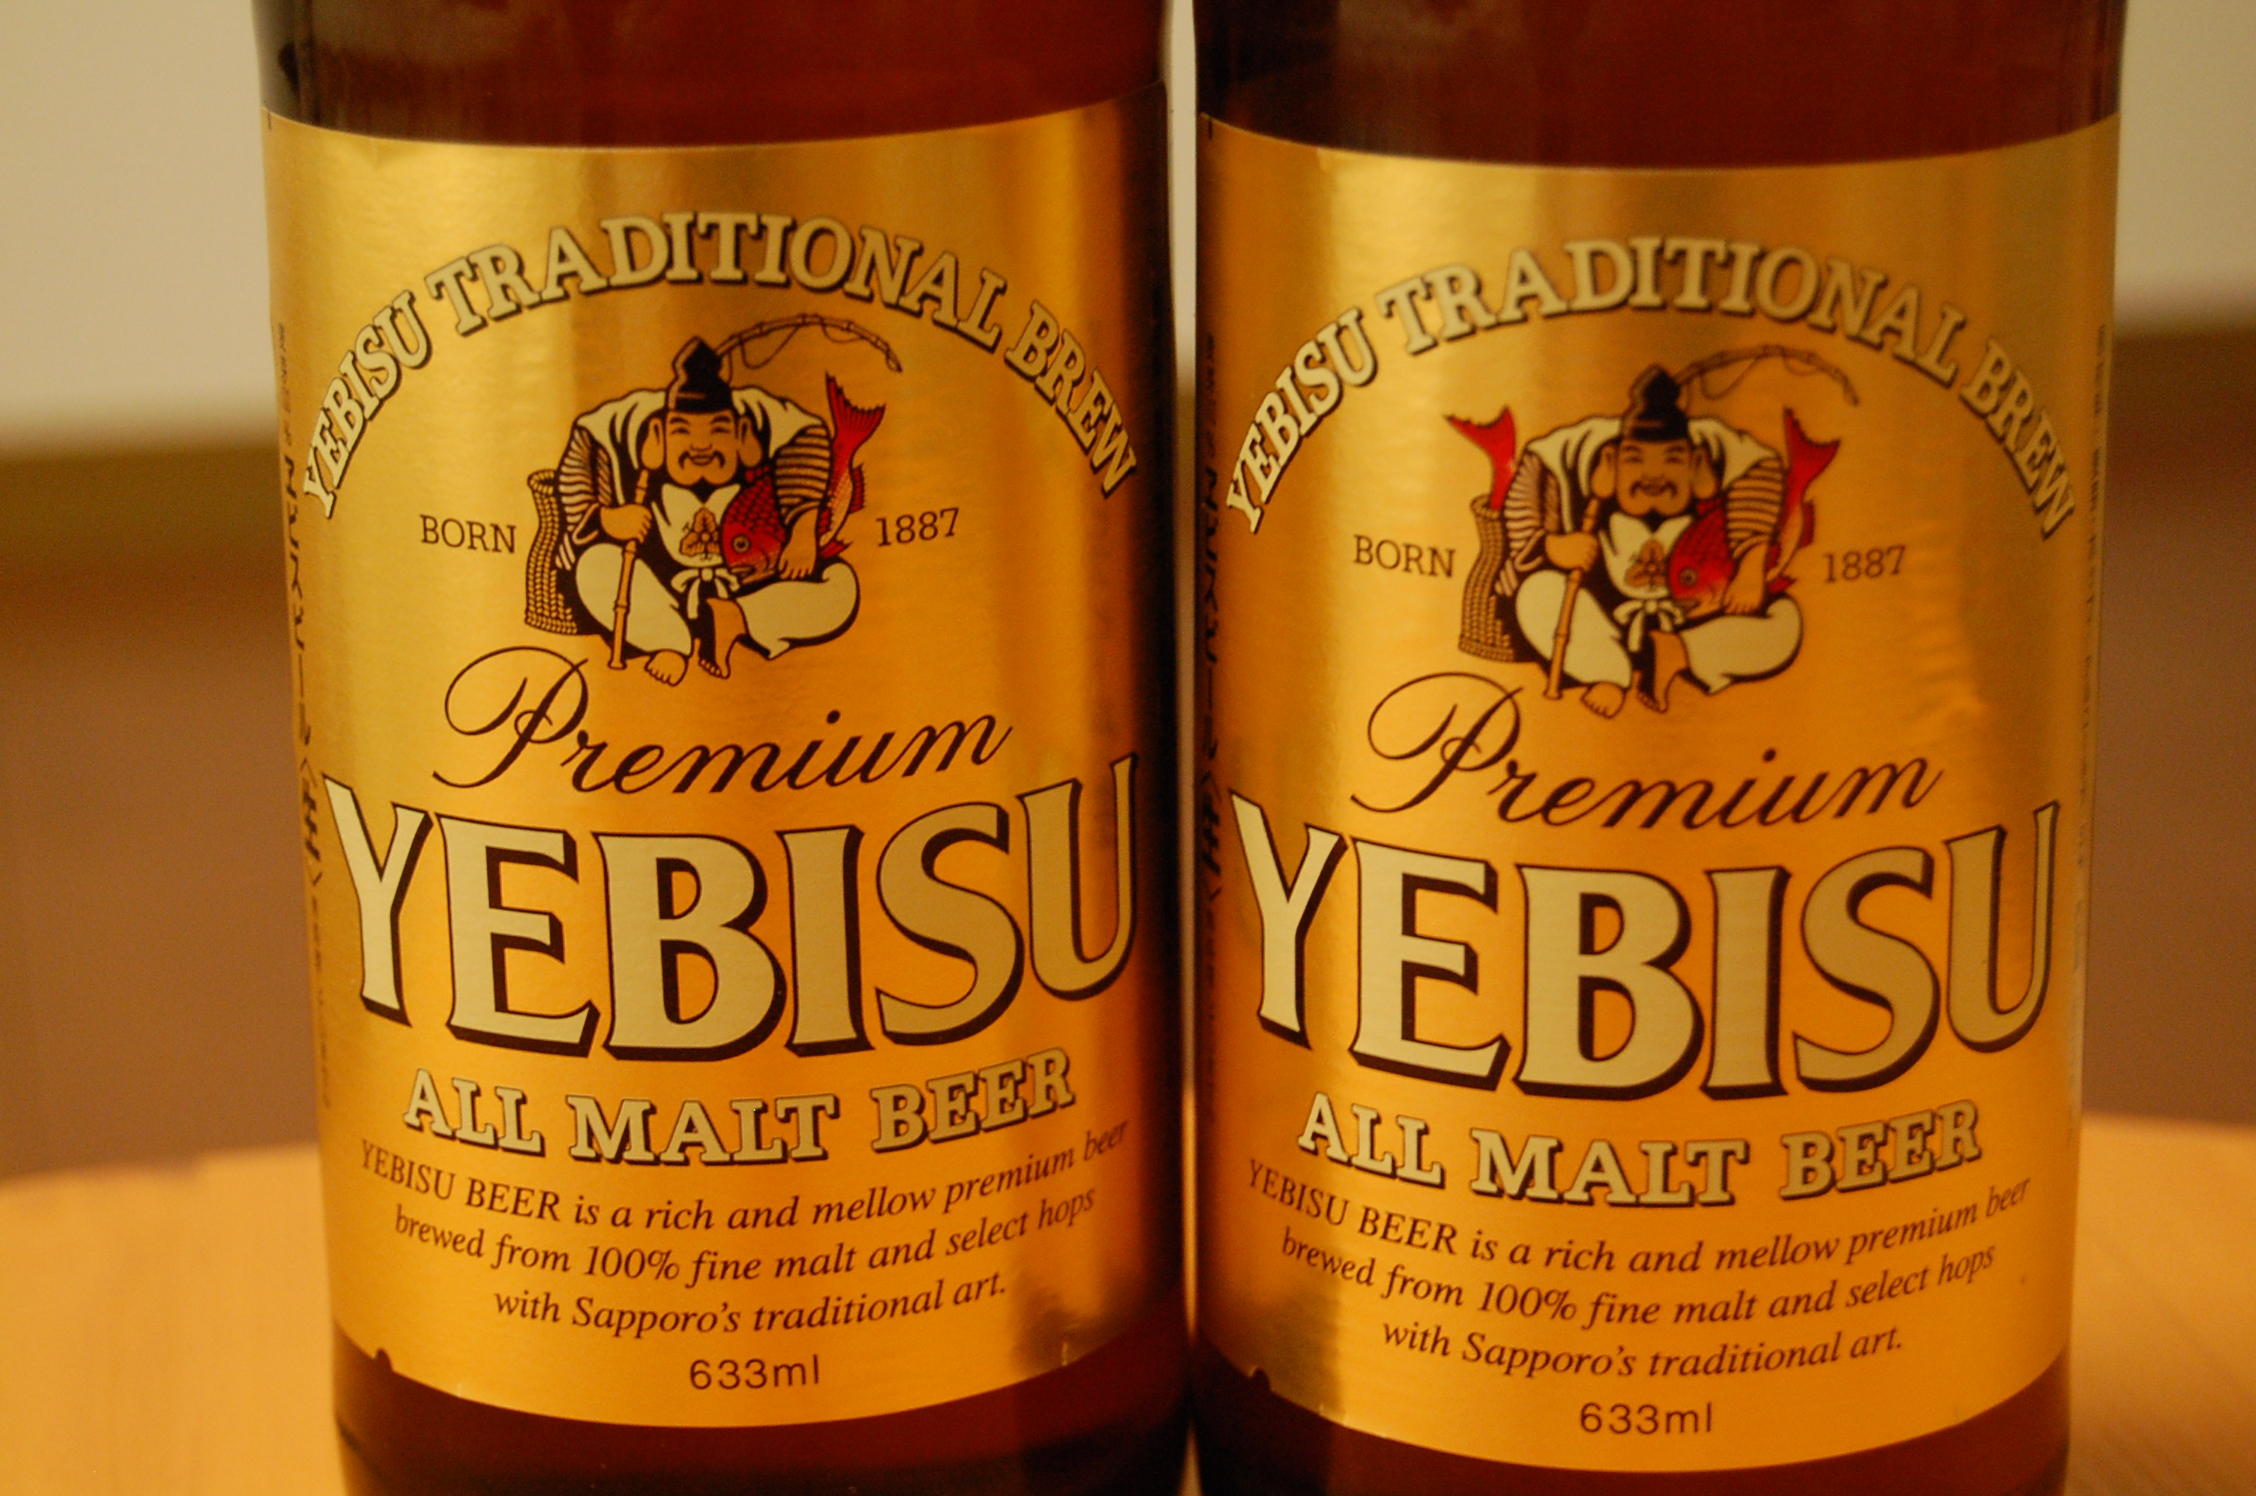 YEBISU TRADITIONAL BREW
BORN 1887
Premium
YEBISU
ALL MALT BEER
YEBISU BEER is a rich and mellow premium beer
brewed from 100% fine malt and select hops
with Sapporo's traditional art.
633ml
YEBISU TRADITIONAL BREW
BORN 1887
Premium
YEBISU
ALL MALT BEER
YEBISU BEER is a rich and mellow premium beer
brewed from 100% fine malt and select hops
with Sapporo's traditional art.
633ml